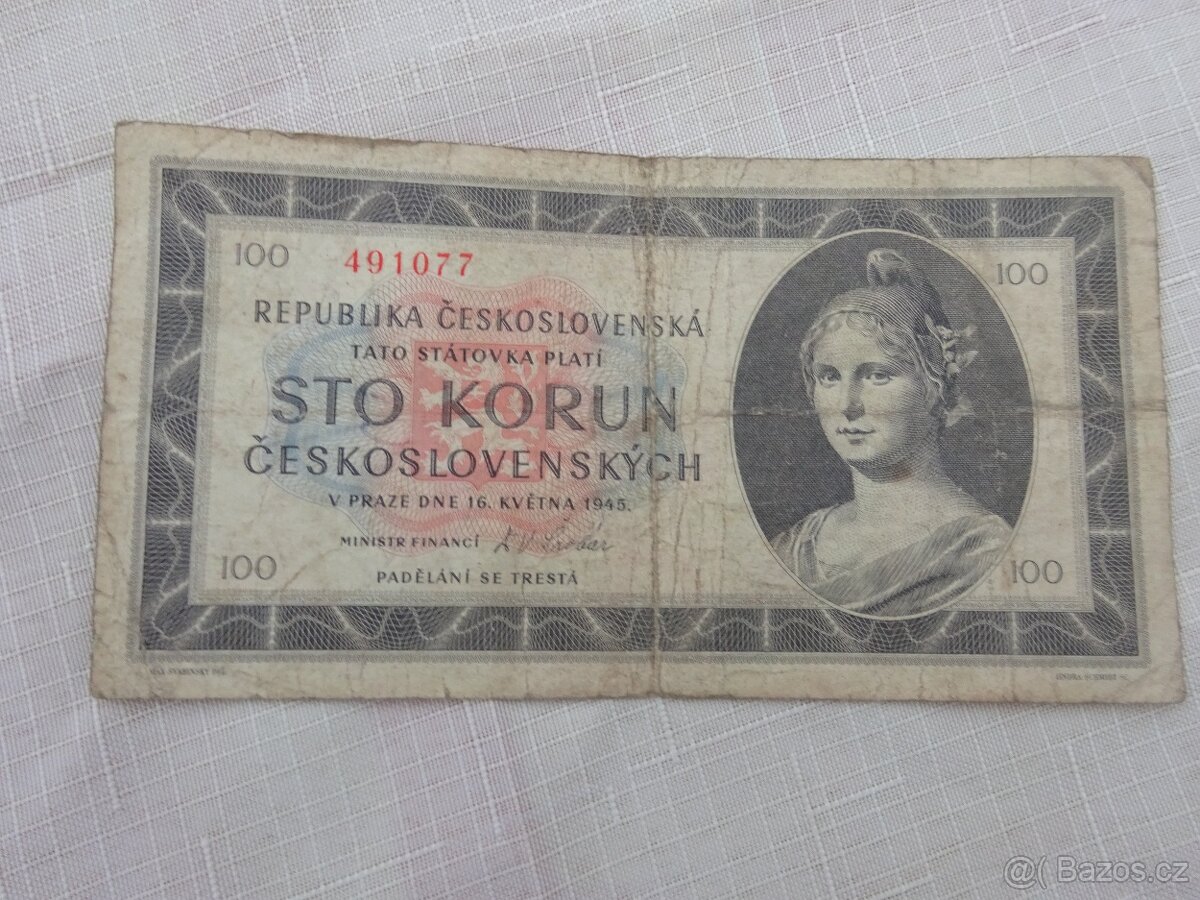 100 491077 100
REPUBLIKA ČESKOSLOVENSKÁ
TATO STÁTOVKA PLATÍ
STO KORUN
ČESKOSLOVENSKÝCH
V PRAZE DNE 16. KVĚTNA 1945.
MINISTR FINANCÍ
100 100
PADĚLÁNÍ SE TRESTÁ
@( Bazos.cz